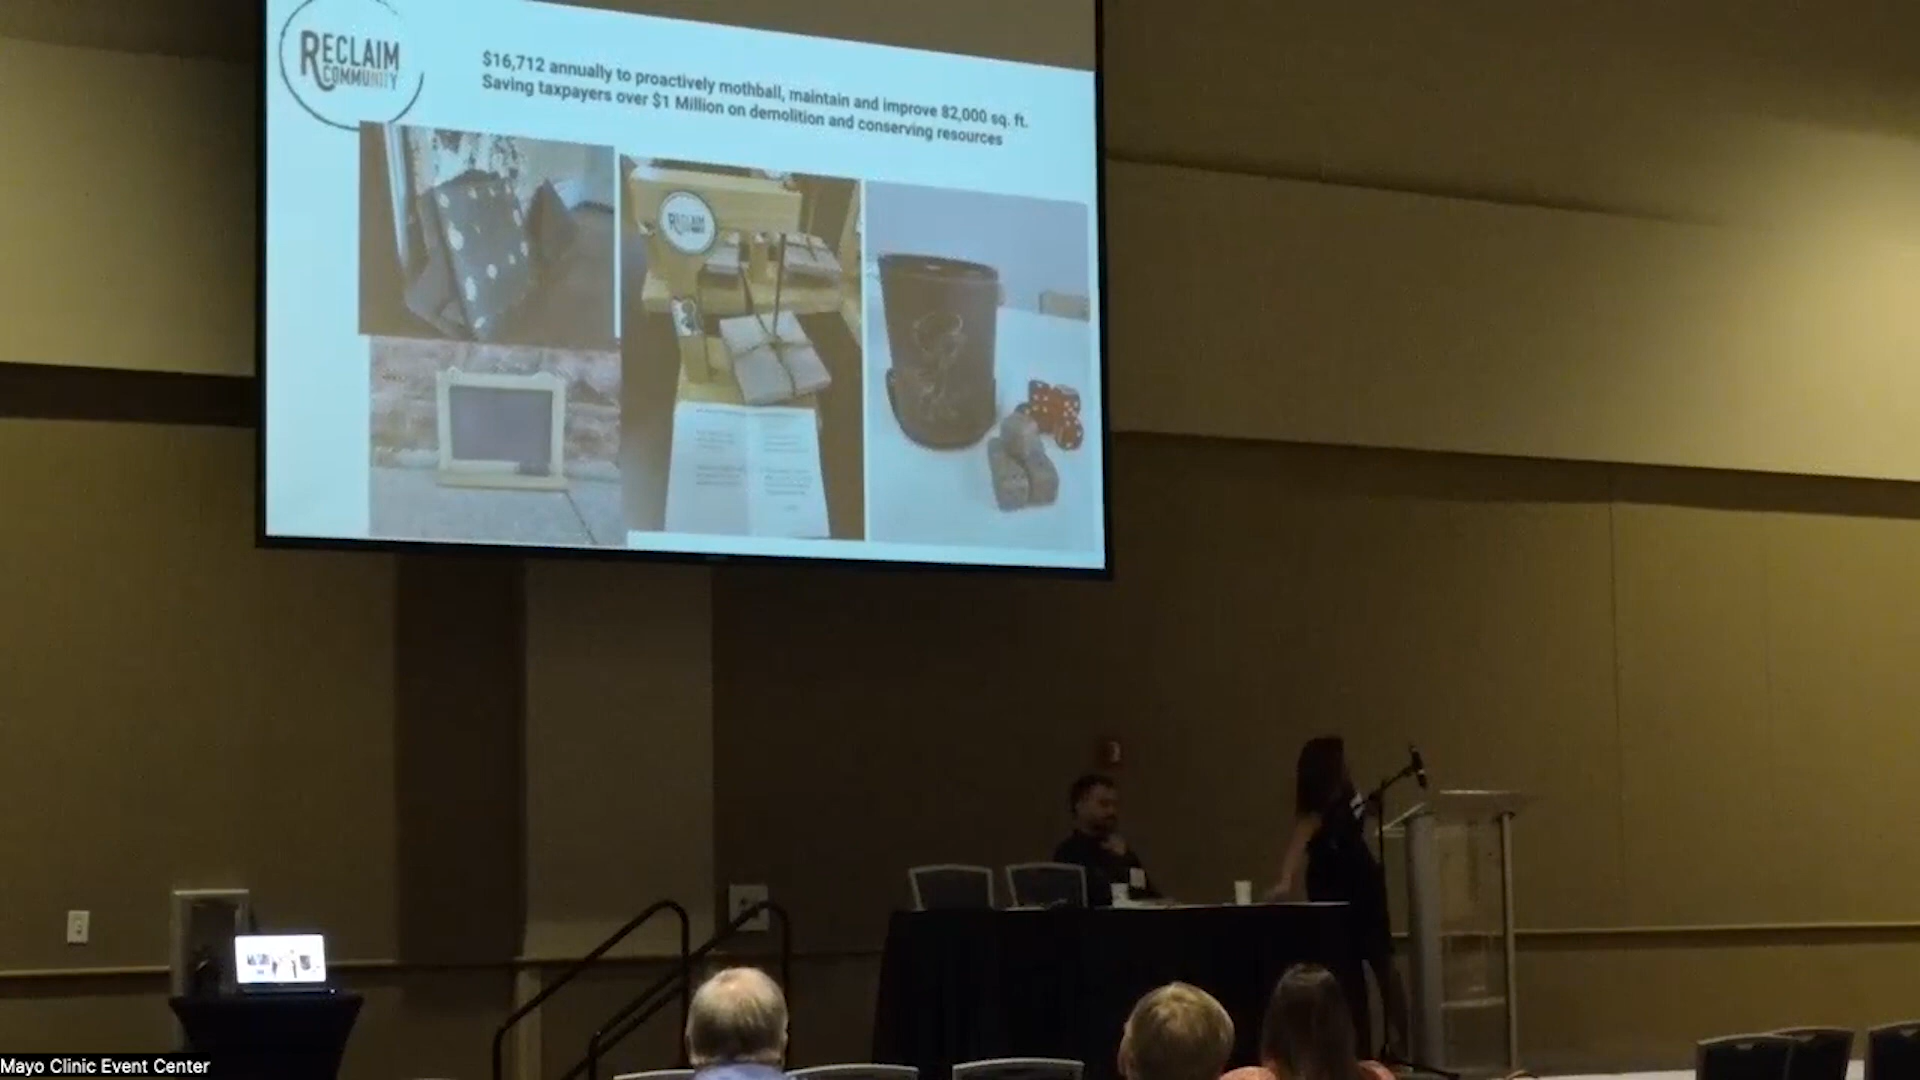 RECLAIM
COMMUNITY
$16,712 annually to proactively mothball, maintain and improve 82,000 sq. ft.
Saving taxpayers over $1 Million on demolition and conserving resources
RECLAIM
Mayo Clinic Event Center